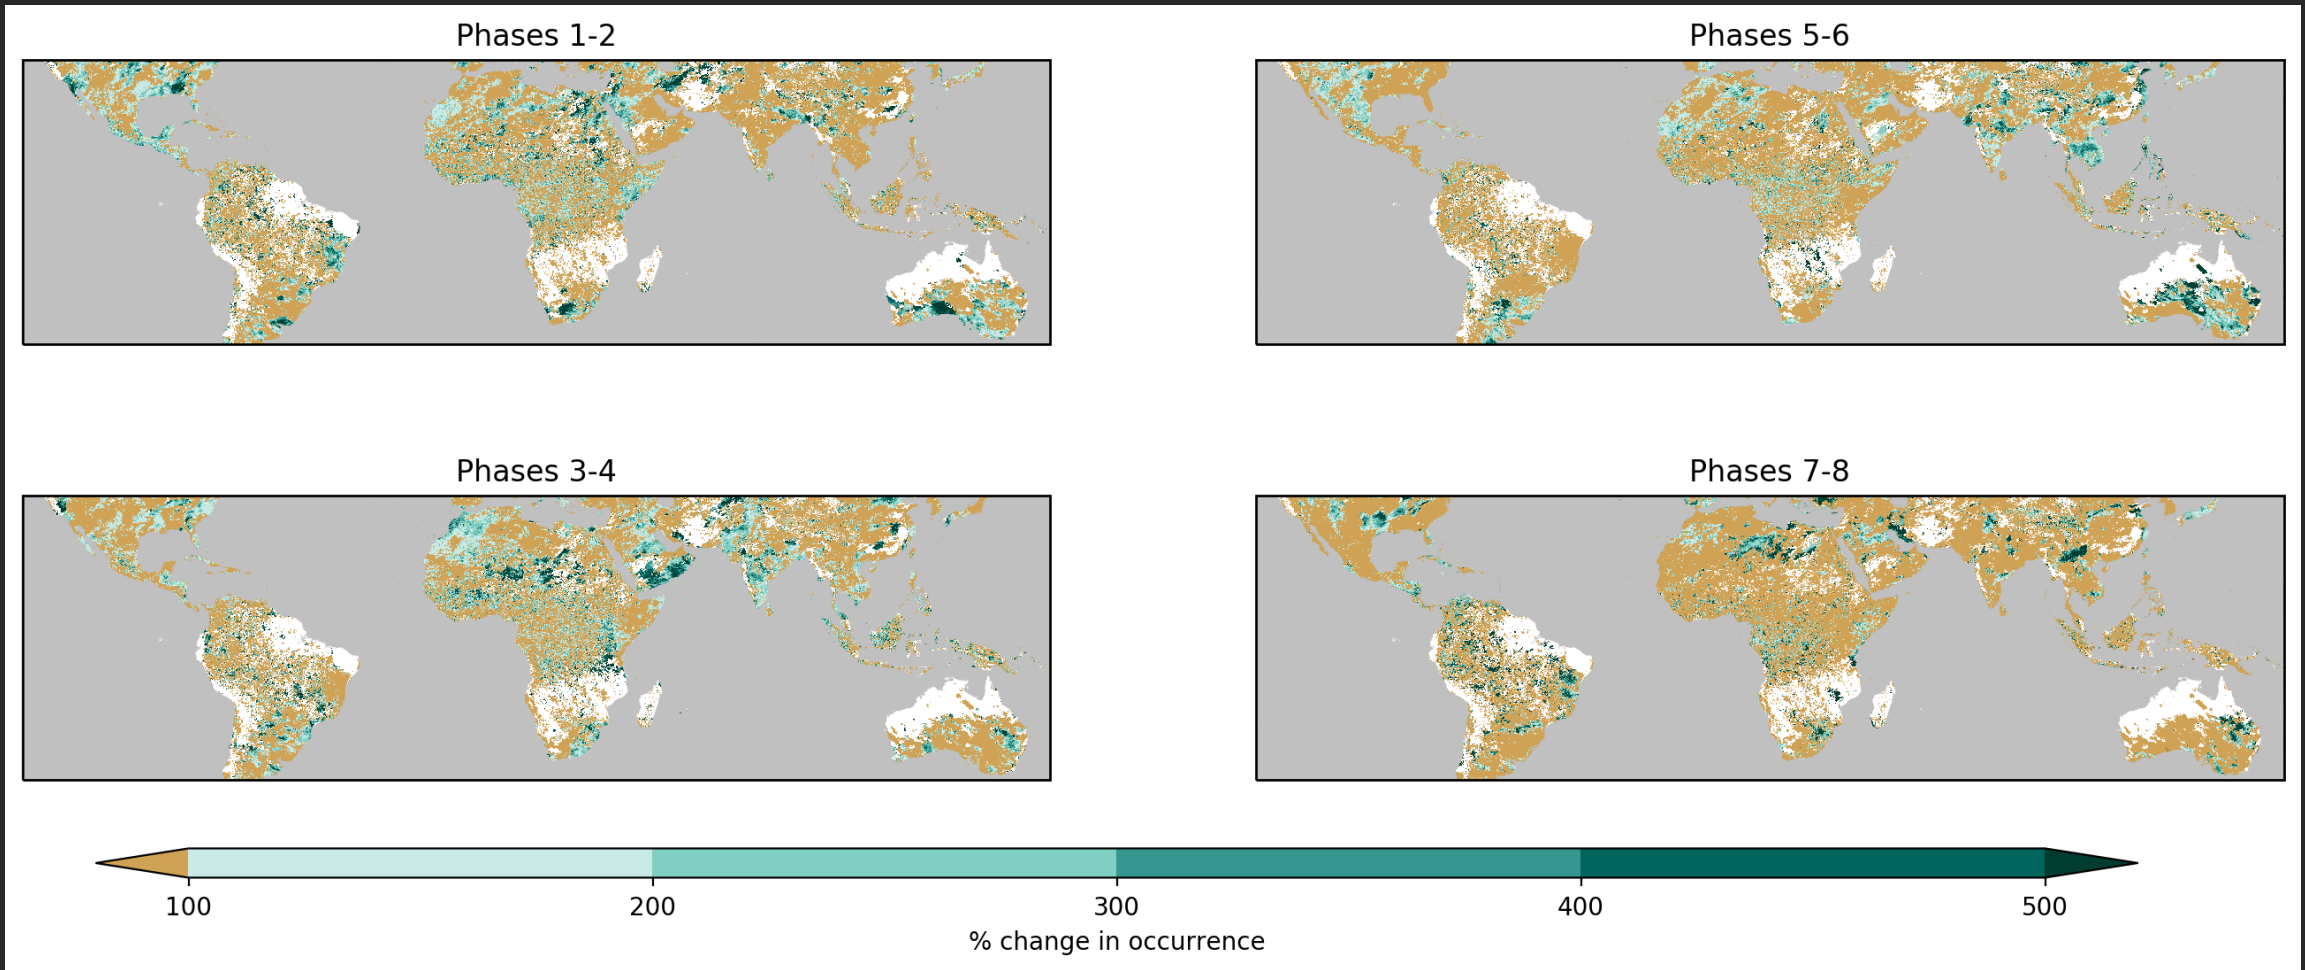 Phases 1-2
Phases 5-6
Phases 3-4
Phases 7-8
100 200 300 400 500
% change in occurrence